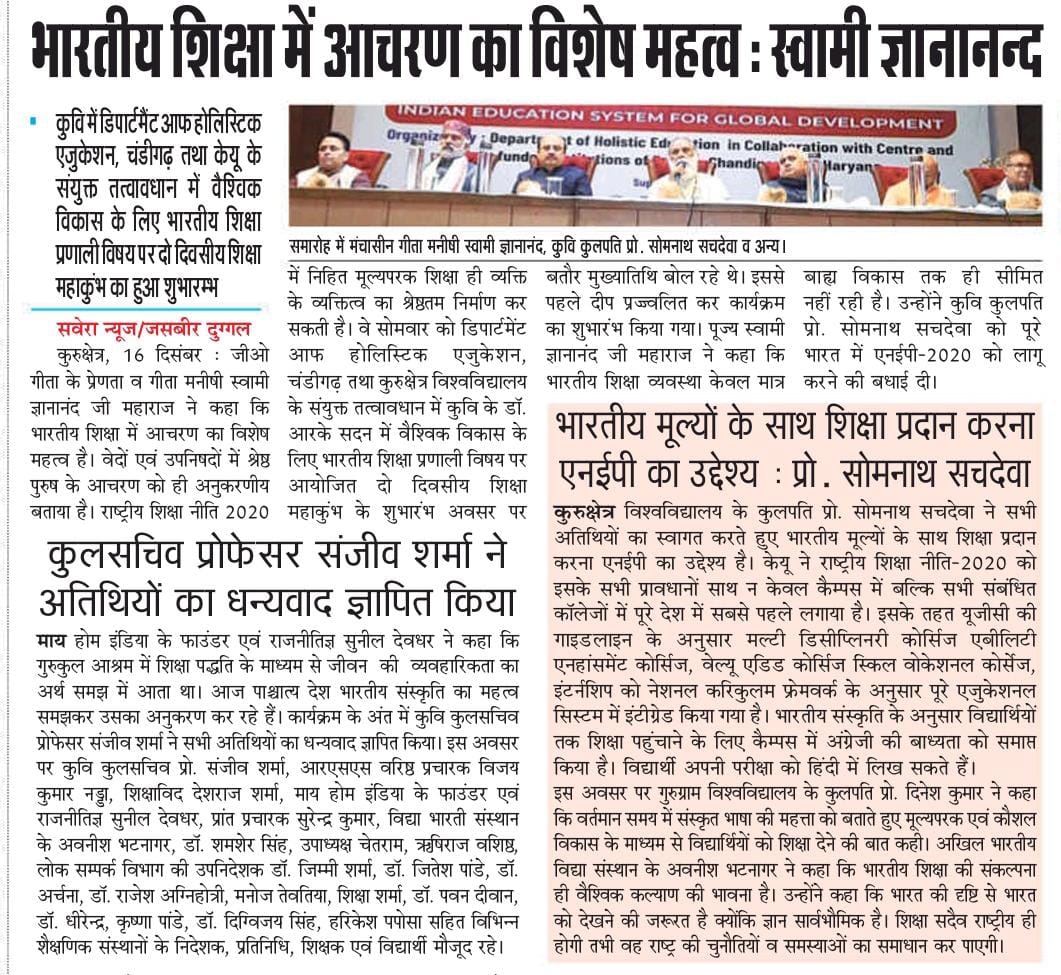 भारतीय शिक्षा में आचरण का विशेष महत्व : स्वामी ज्ञानानन्द
कुवि में डिपार्टमैंट आफ होलिस्टिक
एजुकेशन, चंडीगढ़ तथा केयू के
संयुक्त तत्वावधान में वैश्विक
विकास के लिए भारतीय शिक्षा
प्रणाली विषय पर दो दिवसीय शिक्षा
महाकुंभ का हुआ शुभारम्भ
सवेरा न्यूज/जसबीर दुग्गल
कुरुक्षेत्र, 16 दिसंबर : जीओ
गीता के प्रेणता व गीता मनीषी स्वामी
ज्ञानानंद जी महाराज ने कहा कि
भारतीय शिक्षा में आचरण का विशेष
महत्व है। वेदों एवं उपनिषदों में श्रेष्ठ
पुरुष के आचरण को ही अनुकरणीय
बताया है। राष्ट्रीय शिक्षा नीति 2020
INDIAN EDUCATION SYSTEM FOR GLOBAL DEVELOPMENT
Department of Holistic Education in Collaboration with Centre and
Chandi Haryan
समारोह में मंचासीन गीता मनीषी स्वामी ज्ञानानंद, कुवि कुलपति प्रो. सोमनाथ सचदेवा व अन्य।
में निहित मूल्यपरक शिक्षा ही व्यक्ति
के व्यक्तित्व का श्रेष्ठतम निर्माण कर
सकती है। वे सोमवार को डिपार्टमेंट
आफ होलिस्टिक एजुकेशन,
चंडीगढ़ तथा कुरुक्षेत्र विश्वविद्यालय
के संयुक्त तत्वावधान में कुवि के डॉ.
आरके सदन में वैश्विक विकास के
लिए भारतीय शिक्षा प्रणाली विषय पर
आयोजित दो दिवसीय शिक्षा
महाकुंभ के शुभारंभ अवसर पर
बतौर मुख्यातिथि बोल रहे थे। इससे
पहले दीप प्रज्ज्वलित कर कार्यक्रम
का शुभारंभ किया गया। पूज्य स्वामी
ज्ञानानंद जी महाराज ने कहा कि
भारतीय शिक्षा व्यवस्था केवल मात्र
बाह्य विकास तक ही सीमित
नहीं रही है। उन्होंने कुवि कुलपति
प्रो. सोमनाथ सचदेवा को पूरे
भारत में एनईपी-2020 को लागू
करने की बधाई दी।
कुलसचिव प्रोफेसर संजीव शर्मा ने
अतिथियों का धन्यवाद ज्ञापित किया
माय होम इंडिया के फाउंडर एवं राजनीतिज्ञ सुनील देवधर ने कहा कि
गुरुकुल आश्रम में शिक्षा पद्धति के माध्यम से जीवन की व्यवहारिकता का
अर्थ समझ में आता था। आज पाश्चात्य देश भारतीय संस्कृति का महत्व
समझकर उसका अनुकरण कर रहे हैं। कार्यक्रम के अंत में कुवि कुलसचिव
प्रोफेसर संजीव शर्मा ने सभी अतिथियों का धन्यवाद ज्ञापित किया। इस अवसर
पर कुवि कुलसचिव प्रो. संजीव शर्मा, आरएसएस वरिष्ठ प्रचारक विजय
कुमार नड्डा, शिक्षाविद देशराज शर्मा, माय होम इंडिया के फाउंडर एवं
राजनीतिज्ञ सुनील देवधर, प्रांत प्रचारक सुरेन्द्र कुमार, विद्या भारती संस्थान
के अवनीश भटनागर, डॉ. शमशेर सिंह, उपाध्यक्ष चेतराम, ऋषिराज वशिष्ठ,
लोक सम्पर्क विभाग की उपनिदेशक डॉ. जिम्मी शर्मा, डॉ. जितेश पांडे, डॉ.
अर्चना, डॉ. राजेश अग्निहोत्री, मनोज तेवतिया, शिक्षा शर्मा, डॉ. पवन दीवान,
डॉ. धीरेन्द्र, कृष्णा पांडे, डॉ. दिग्विजय सिंह, हरिकेश पपोसा सहित विभिन्न
शैक्षणिक संस्थानों के निदेशक, प्रतिनिधि, शिक्षक एवं विद्यार्थी मौजूद रहे।
भारतीय मूल्यों के साथ शिक्षा प्रदान करना
एनईपी का उद्देश्य : प्रो. सोमनाथ सचदेवा
कुरुक्षेत्र विश्वविद्यालय के कुलपति प्रो. सोमनाथ सचदेवा ने सभी
अतिथियों का स्वागत करते हुए भारतीय मूल्यों के साथ शिक्षा प्रदान
करना एनईपी का उद्देश्य है। केयू ने राष्ट्रीय शिक्षा नीति-2020 को
इसके सभी प्रावधानों साथ न केवल कैम्पस में बल्कि सभी संबंधित
कॉलेजों में पूरे देश में सबसे पहले लगाया है। इसके तहत यूजीसी की
गाइडलाइन के अनुसार मल्टी डिसीप्लिनरी कोर्सिज एबीलिटी
एनहांसमेंट कोर्सिज, वेल्यू एडिड कोर्सिज स्किल वोकेशनल कोर्सेज,
इंटर्नशिप को नेशनल करिकुलम फ्रेमवर्क के अनुसार पूरे एजुकेशनल
सिस्टम में इंटीग्रेड किया गया है। भारतीय संस्कृति के अनुसार विद्यार्थियों
तक शिक्षा पहुंचाने के लिए कैम्पस में अंग्रेजी की बाध्यता को समाप्त
किया है। विद्यार्थी अपनी परीक्षा को हिंदी में लिख सकते हैं।
इस अवसर पर गुरुग्राम विश्वविद्यालय के कुलपति प्रो. दिनेश कुमार ने कहा
कि वर्तमान समय में संस्कृत भाषा की महत्ता को बताते हुए मूल्यपरक एवं कौशल
विकास के माध्यम से विद्यार्थियों को शिक्षा देने की बात कही। अखिल भारतीय
विद्या संस्थान के अवनीश भटनागर ने कहा कि भारतीय शिक्षा की संकल्पना
ही वैश्विक कल्याण की भावना है। उन्होंने कहा कि भारत की दृष्टि से भारत
को देखने की जरूरत है क्योंकि ज्ञान सार्वभौमिक है। शिक्षा सदैव राष्ट्रीय ही
होगी तभी वह राष्ट्र की चुनौतियों व समस्याओं का समाधान कर पाएगी।